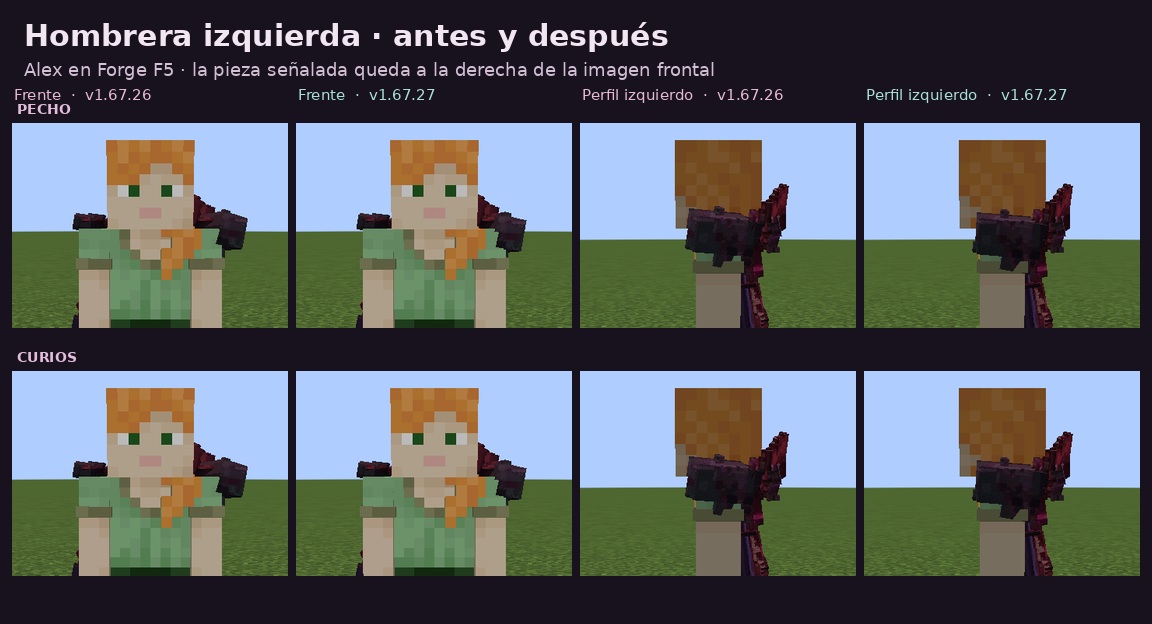 Hombrera izquierda · antes y después
Alex en Forge F5 · la pieza señalada queda a la derecha de la imagen frontal
Frente · v1.67.26
Frente · v1.67.27
Perfil izquierdo · v1.67.26
Perfil izquierdo · v1.67.27
PECHO
CURIOS